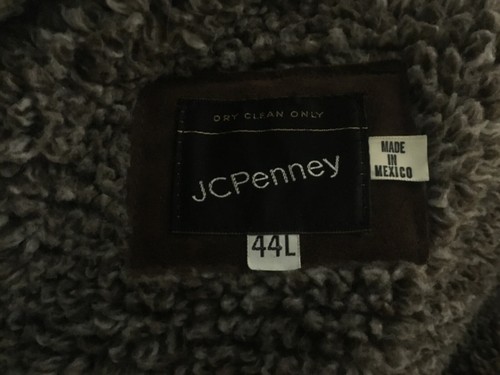 DRY CLEAN ONLY
JCPenney
MADE
IN
MEXICO
44L